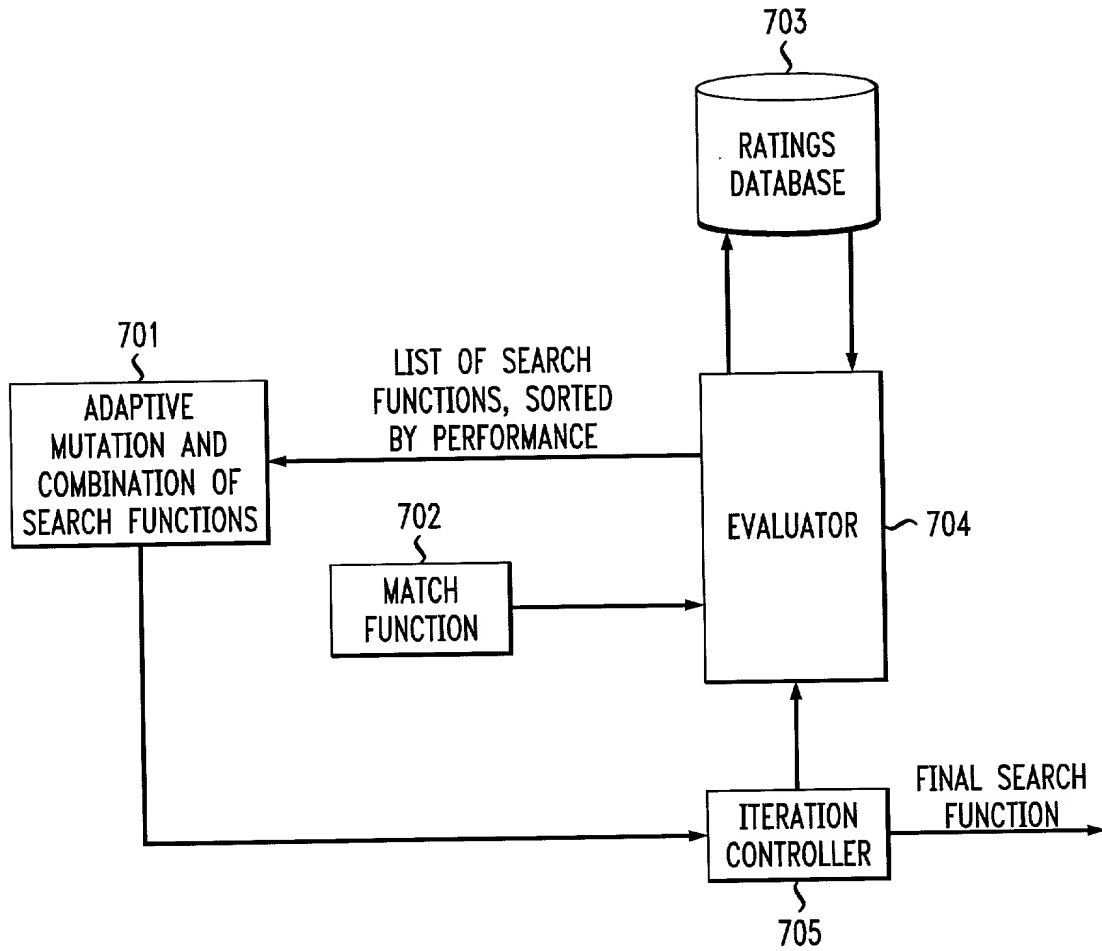 703
RATINGS
DATABASE
701
ADAPTIVE
MUTATION AND
COMBINATION OF
SEARCH FUNCTIONS
LIST OF SEARCH
FUNCTIONS, SORTED
BY PERFORMANCE
702
MATCH
FUNCTION
EVALUATOR
704
ITERATION
CONTROLLER
705
FINAL SEARCH
FUNCTION